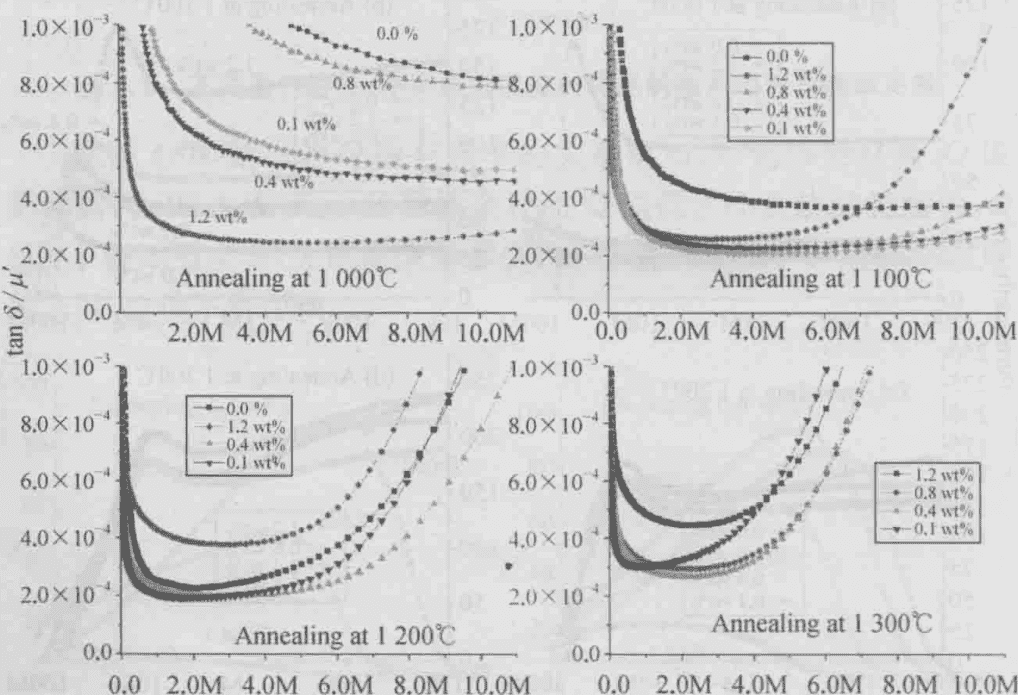 tan δ / μ′
1.0×10⁻³
8.0×10⁻⁴
6.0×10⁻⁴
4.0×10⁻⁴
2.0×10⁻⁴
0.0
0.0 %
0.8 wt%
0.1 wt%
0.4 wt%
1.2 wt%
Annealing at 1 000℃
0.0 2.0M 4.0M 6.0M 8.0M 10.0M
1.0×10⁻³
8.0×10⁻⁴
6.0×10⁻⁴
4.0×10⁻⁴
2.0×10⁻⁴
0.0
0.0 %
1.2 wt%
0.8 wt%
0.4 wt%
0.1 wt%
Annealing at 1 100℃
0.0 2.0M 4.0M 6.0M 8.0M 10.0M
1.0×10⁻³
8.0×10⁻⁴
6.0×10⁻⁴
4.0×10⁻⁴
2.0×10⁻⁴
0.0
0.0 %
1.2 wt%
0.4 wt%
0.1 wt%
Annealing at 1 200℃
0.0 2.0M 4.0M 6.0M 8.0M 10.0M
1.0×10⁻³
8.0×10⁻⁴
6.0×10⁻⁴
4.0×10⁻⁴
2.0×10⁻⁴
0.0
1.2 wt%
0.8 wt%
0.4 wt%
0.1 wt%
Annealing at 1 300℃
0.0 2.0M 4.0M 6.0M 8.0M 10.0M